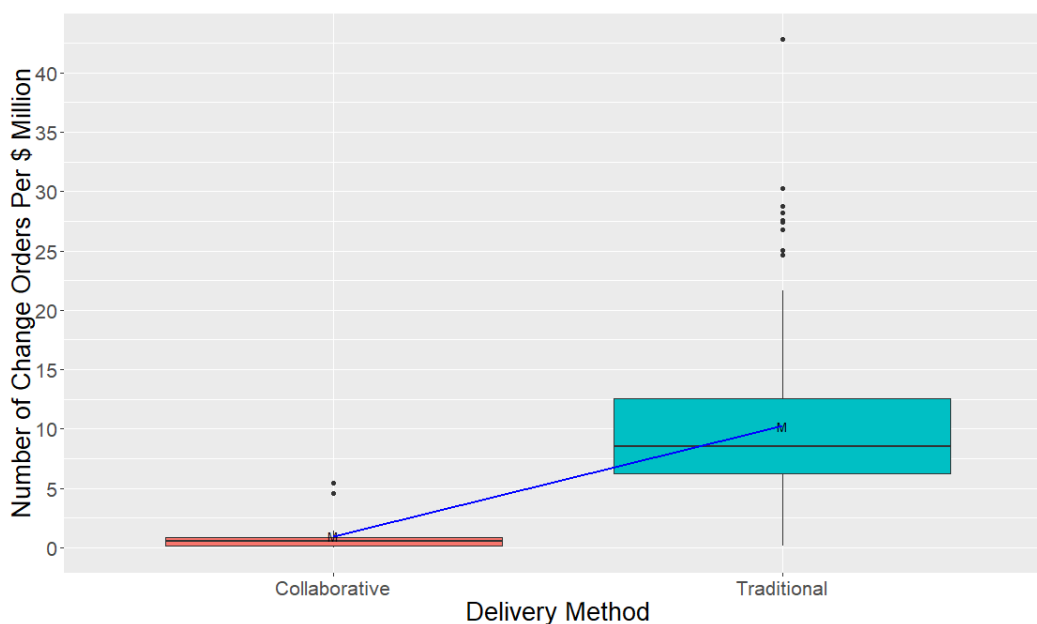 Number of Change Orders Per $ Million
40
35
30
25
20
15
10
5
0
M
M
Collaborative
Traditional
Delivery Method